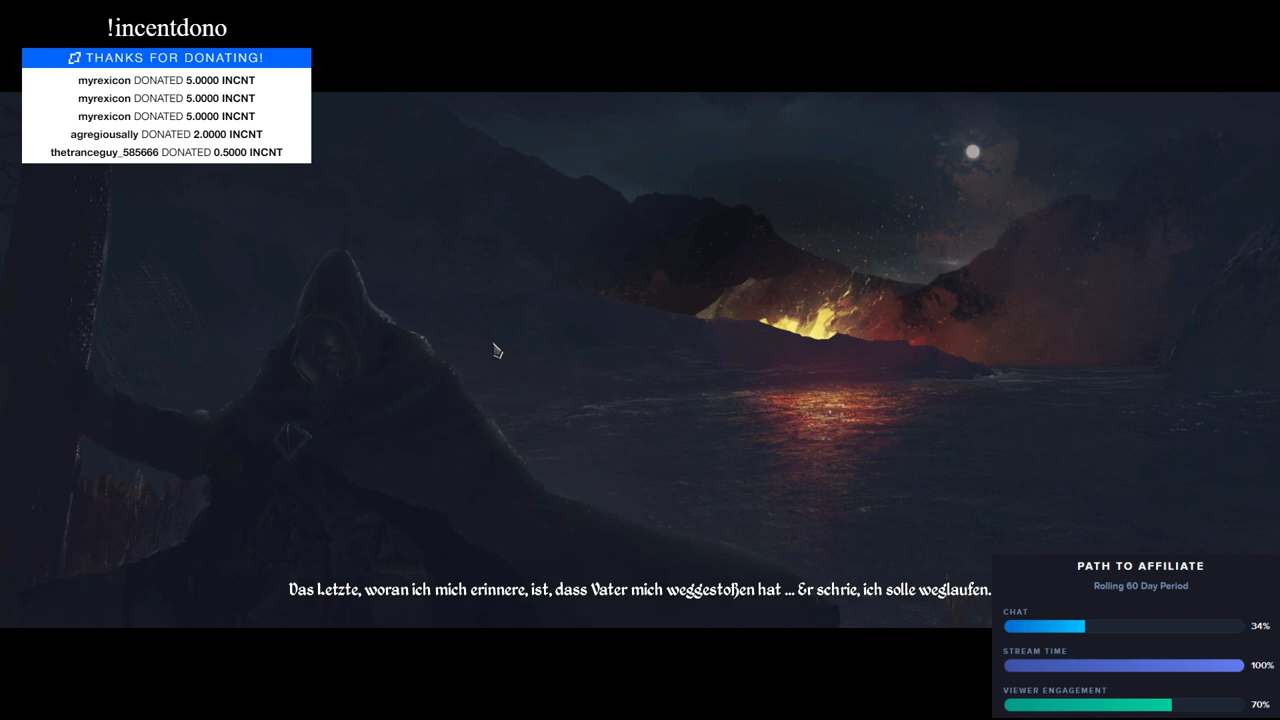 !incentdono
THANKS FOR DONATING!
myrexicon DONATED 5.0000 INCNT
myrexicon DONATED 5.0000 INCNT
myrexicon DONATED 5.0000 INCNT
agregiousally DONATED 2.0000 INCNT
thetranceguy_585666 DONATED 0.5000 INCNT
Das Letzte, woran ich mich erinnere, ist, dass Vater mich weggestoßen hat ... Er schrie, ich solle weglaufen.
PATH TO AFFILIATE
Rolling 60 Day Period
CHAT
34%
STREAM TIME
100%
VIEWER ENGAGEMENT
70%